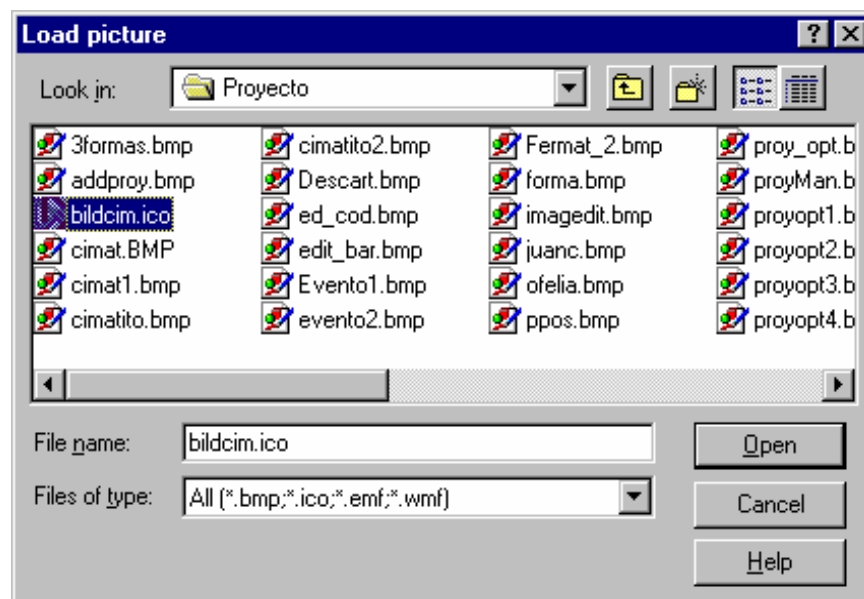 Load picture
Look in: Proyecto
3formas.bmp cimatito2.bmp Fermat_2.bmp proy_opt.b
addproy.bmp Descart.bmp forma.bmp proyMan.b
bildcim.ico ed_cod.bmp imagedit.bmp proyopt1.b
cimat.BMP edit_bar.bmp juanc.bmp proyopt2.b
cimat1.bmp Evento1.bmp ofelia.bmp proyopt3.b
cimatito.bmp evento2.bmp ppos.bmp proyopt4.b
File name: bildcim.ico Open
Files of type: All (*.bmp;*.ico;*.emf;*.wmf) Cancel
Help